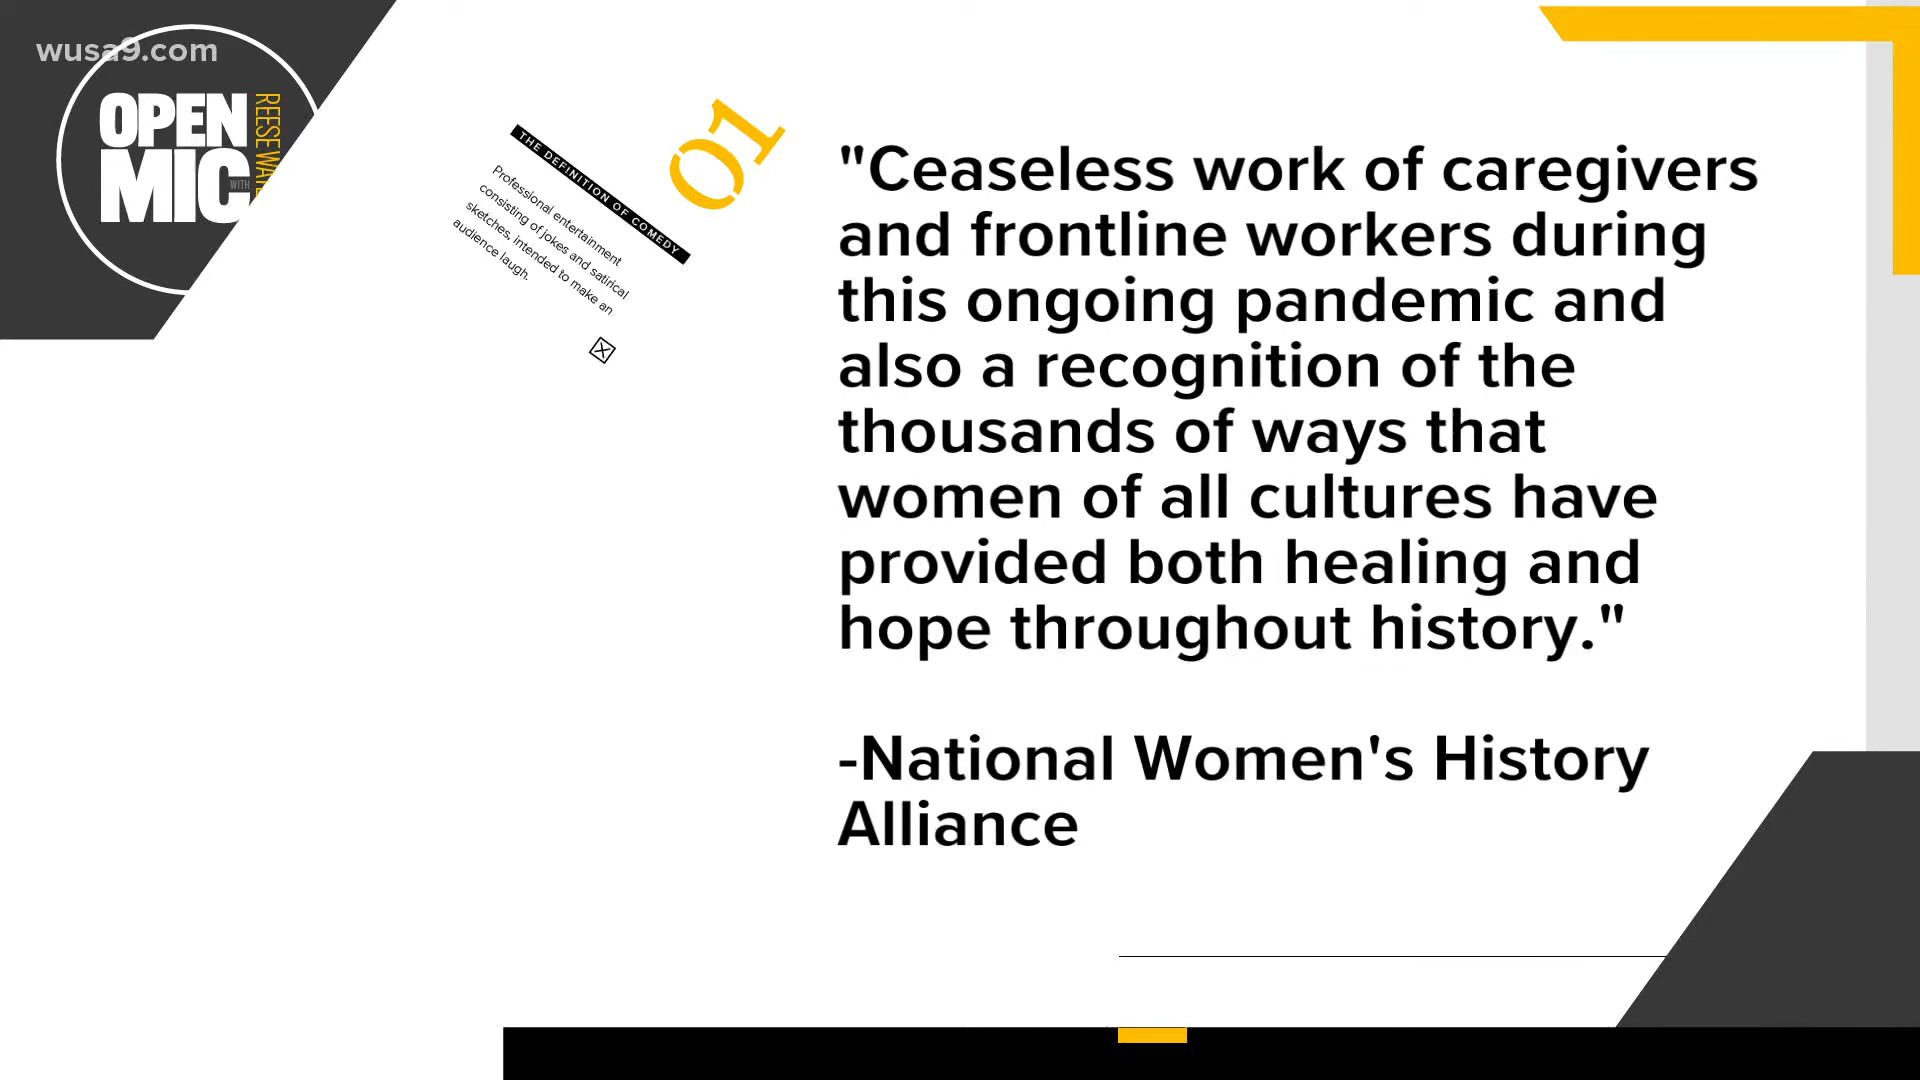 wusa9.com
OPEN
MIC
WITH
REESE
01
THE DEFINITION OF COMEDY
Professional entertainment
consisting of jokes and satirical
sketches, intended to make an
audience laugh.
"Ceaseless work of caregivers
and frontline workers during
this ongoing pandemic and
also a recognition of the
thousands of ways that
women of all cultures have
provided both healing and
hope throughout history."
-National Women's History
Alliance